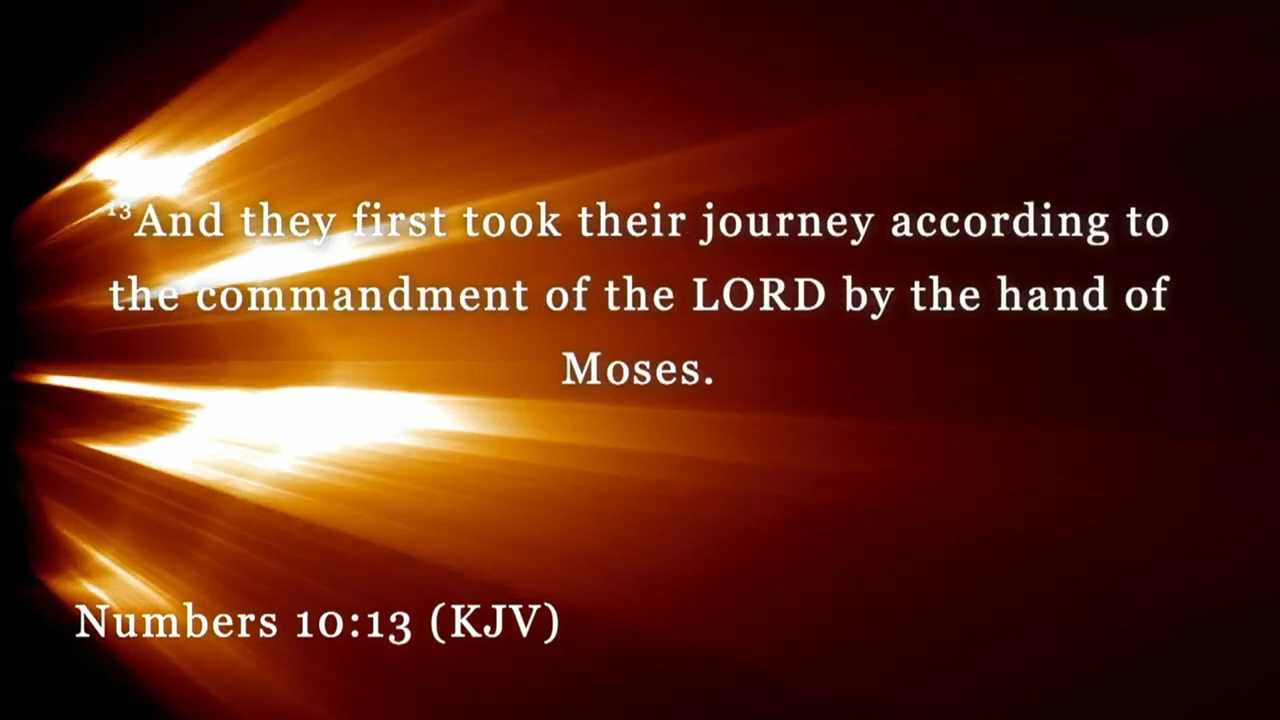 ¹³And they first took their journey according to
the commandment of the LORD by the hand of
Moses.
Numbers 10:13 (KJV)